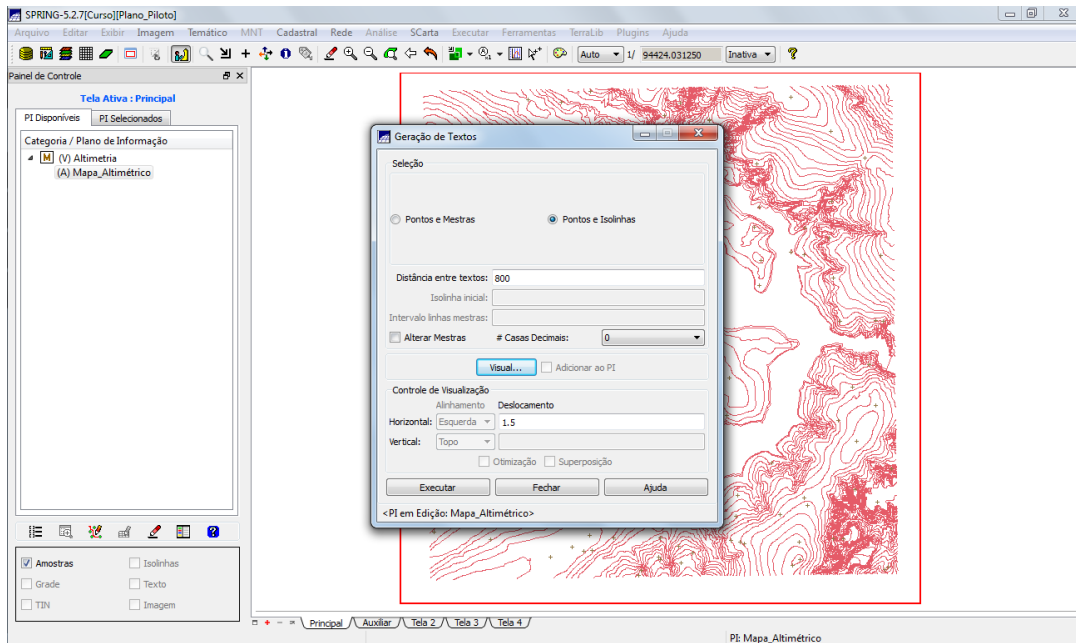 SPRING-5.2.7[Curso][Plano_Piloto]
Arquivo Editar Exibir Imagem Temático MNT Cadastral Rede Análise SCarta Executar Ferramentas TerraLib Plugins Ajuda
Auto 1/ 94424.031250 Inativa
Painel de Controle
Tela Ativa : Principal
PI Disponíveis PI Selecionados
Categoria / Plano de Informação
M (V) Altimetria
(A) Mapa_Altimétrico
Amostras Isolinhas
Grade Texto
TIN Imagem
Geração de Textos
Seleção
Pontos e Mestras Pontos e Isolinhas
Distância entre textos: 800
Isolinha inicial:
Intervalo linhas mestras:
Alterar Mestras # Casas Decimais: 0
Visual... Adicionar ao PI
Controle de Visualização
Alinhamento Deslocamento
Horizontal: Esquerda 1.5
Vertical: Topo
Otimização Superposição
Executar Fechar Ajuda
<PI em Edição: Mapa_Altimétrico>
Principal Auxiliar Tela 2 Tela 3 Tela 4
PI: Mapa_Altimétrico